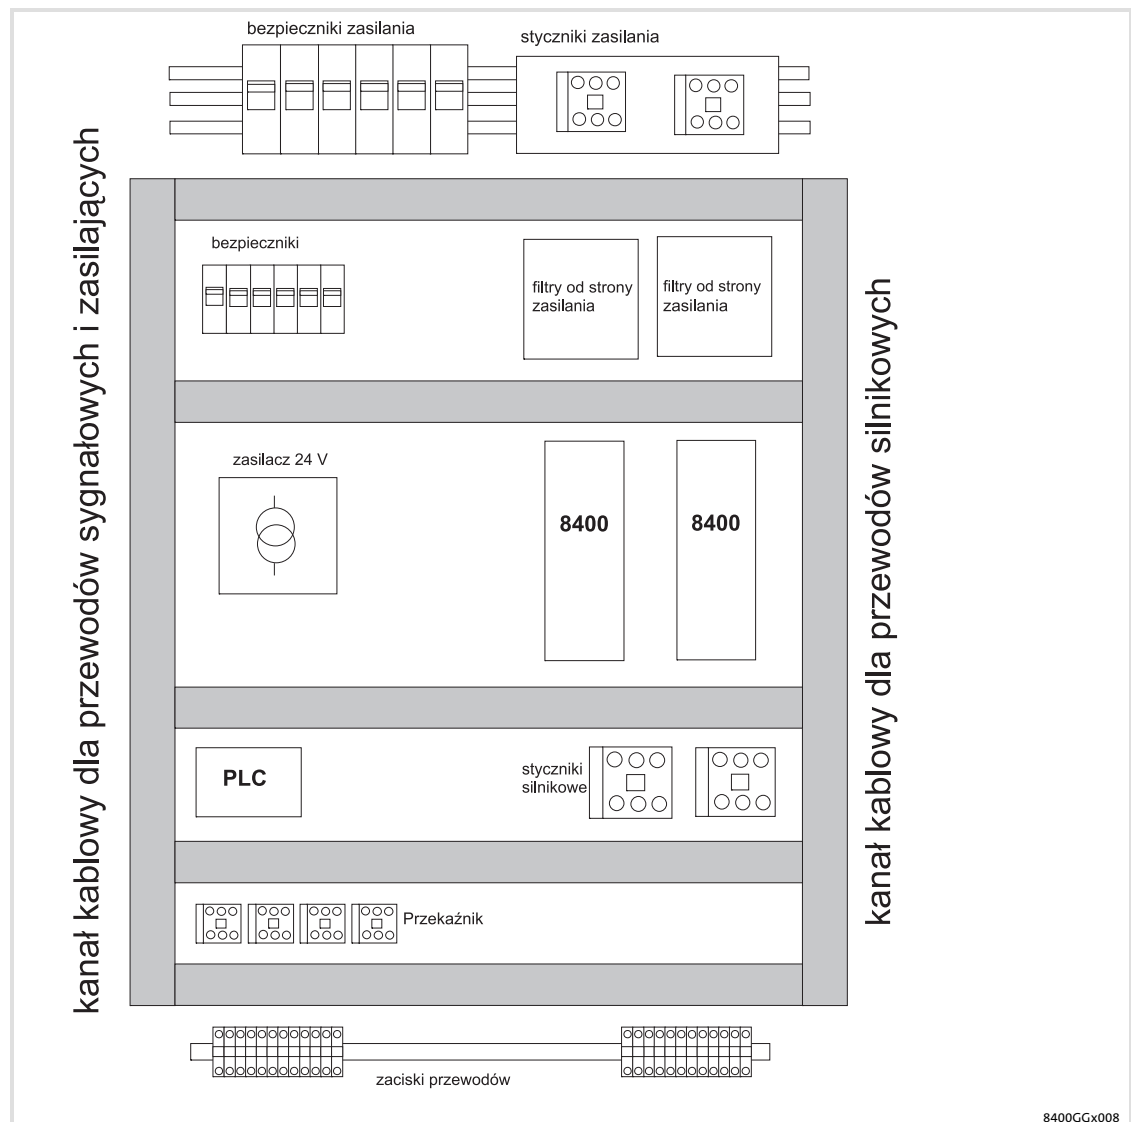 bezpieczniki zasilania
styczniki zasilania
kanał kablowy dla przewodów sygnałowych i zasilających
bezpieczniki
filtry od strony
zasilania
filtry od strony
zasilania
kanał kablowy dla przewodów silnikowych
zasilacz 24 V
8400
8400
PLC
styczniki
silnikowe
Przekaźnik
zaciski przewodów
8400GGx008